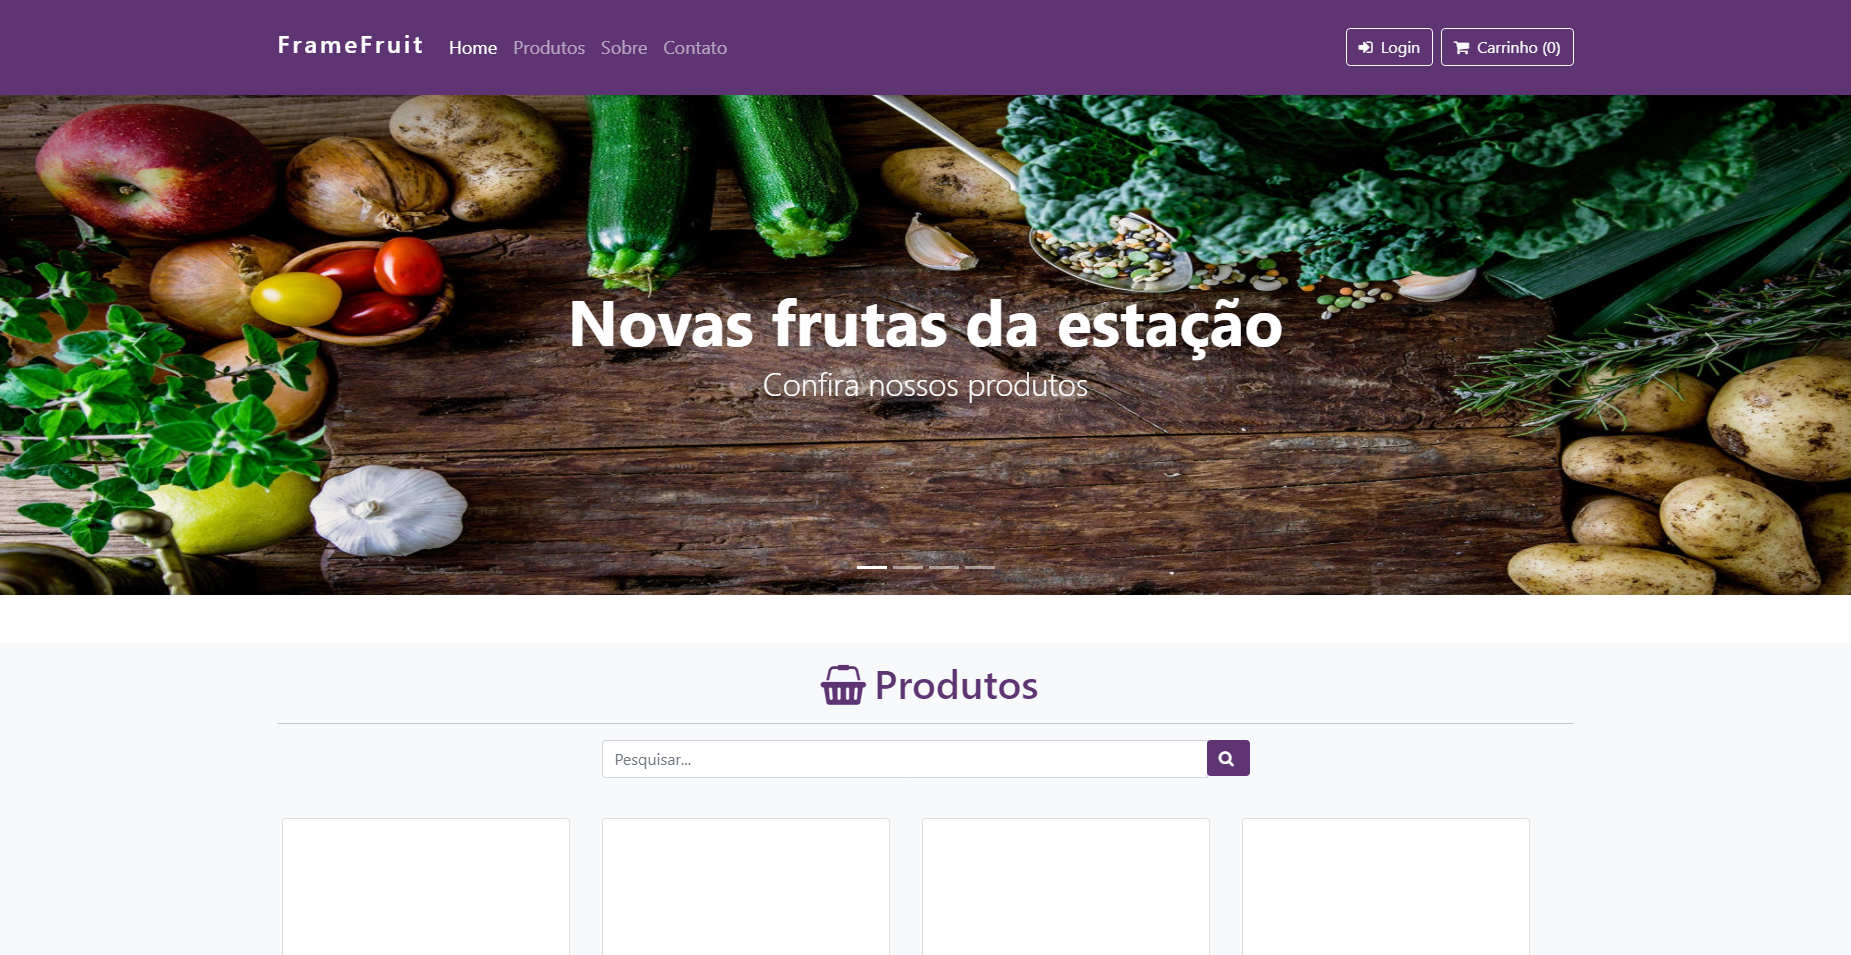 FrameFruit
Home Produtos Sobre Contato
Login
Carrinho (0)
Novas frutas da estação
Confira nossos produtos
Produtos
Pesquisar...